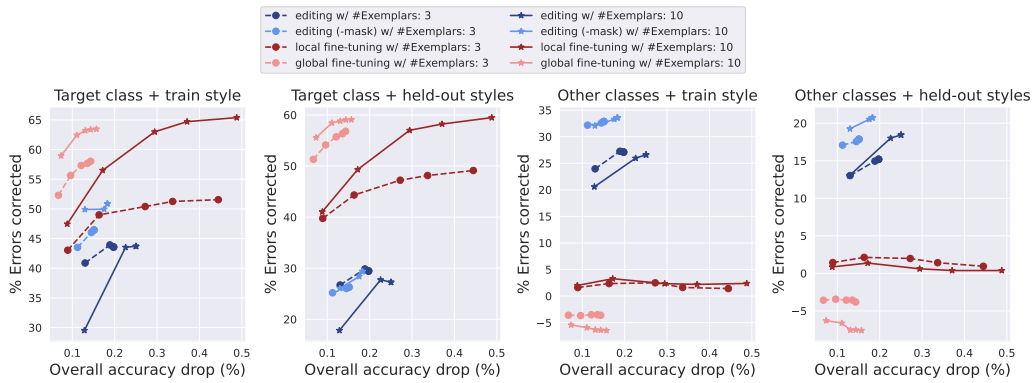 editing w/ #Exemplars: 3
editing (-mask) w/ #Exemplars: 3
local fine-tuning w/ #Exemplars: 3
global fine-tuning w/ #Exemplars: 3
editing w/ #Exemplars: 10
editing (-mask) w/ #Exemplars: 10
local fine-tuning w/ #Exemplars: 10
global fine-tuning w/ #Exemplars: 10
Target class + train style
% Errors corrected
65
60
55
50
45
40
35
30
0.1 0.2 0.3 0.4 0.5
Overall accuracy drop (%)
Target class + held-out styles
% Errors corrected
60
50
40
30
20
0.1 0.2 0.3 0.4 0.5
Overall accuracy drop (%)
Other classes + train style
% Errors corrected
35
30
25
20
15
10
5
0
−5
0.1 0.2 0.3 0.4 0.5
Overall accuracy drop (%)
Other classes + held-out styles
% Errors corrected
20
15
10
5
0
−5
0.1 0.2 0.3 0.4 0.5
Overall accuracy drop (%)